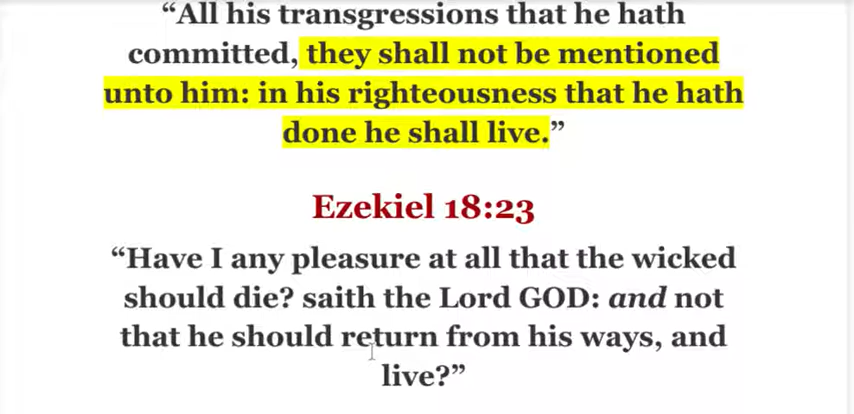 “All his transgressions that he hath
committed, they shall not be mentioned
unto him: in his righteousness that he hath
done he shall live.”
Ezekiel 18:23
“Have I any pleasure at all that the wicked
should die? saith the Lord GOD: and not
that he should return from his ways, and
live?”